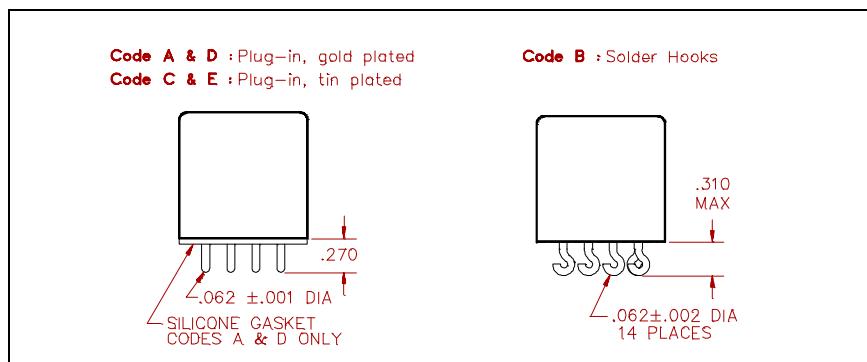 Code A & D : Plug-in, gold plated
Code C & E : Plug-in, tin plated
.270
.062 ±.001 DIA
SILICONE GASKET
CODES A & D ONLY
Code B : Solder Hooks
.310
MAX
.062±.002 DIA
14 PLACES